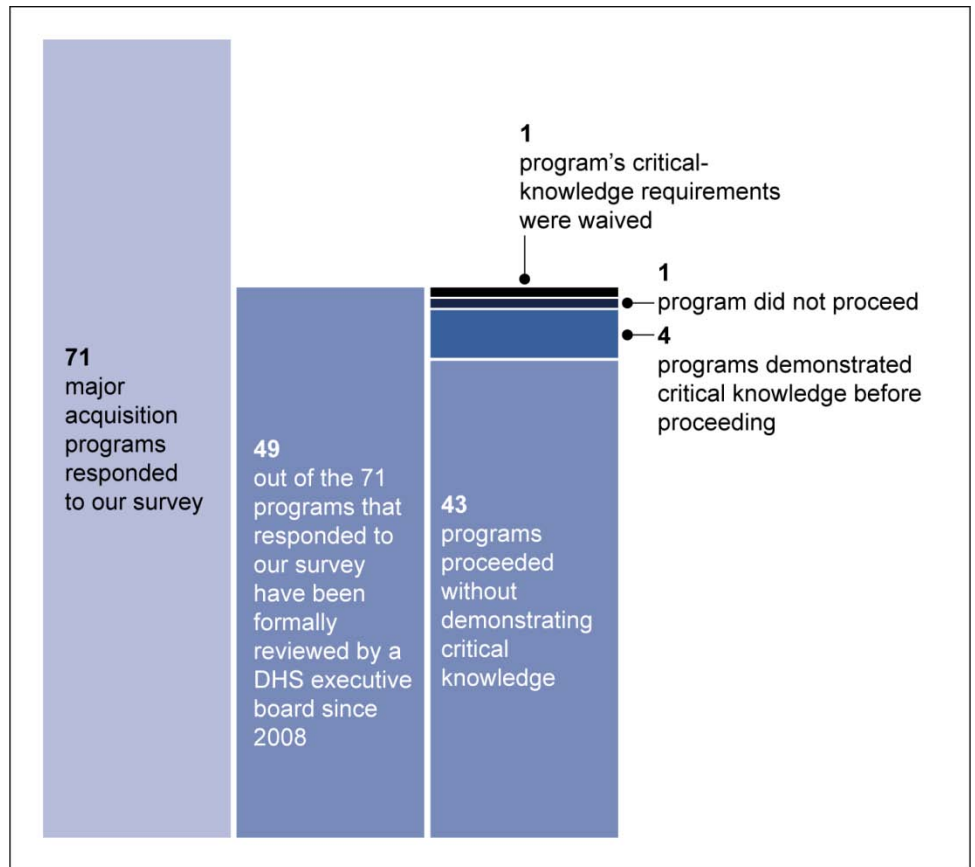 71
major
acquisition
programs
responded
to our survey
49
out of the 71
programs that
responded to
our survey
have been
formally
reviewed by a
DHS executive
board since
2008
1
program's critical-
knowledge requirements
were waived
1
program did not proceed
4
programs demonstrated
critical knowledge before
proceeding
43
programs
proceeded
without
demonstrating
critical
knowledge